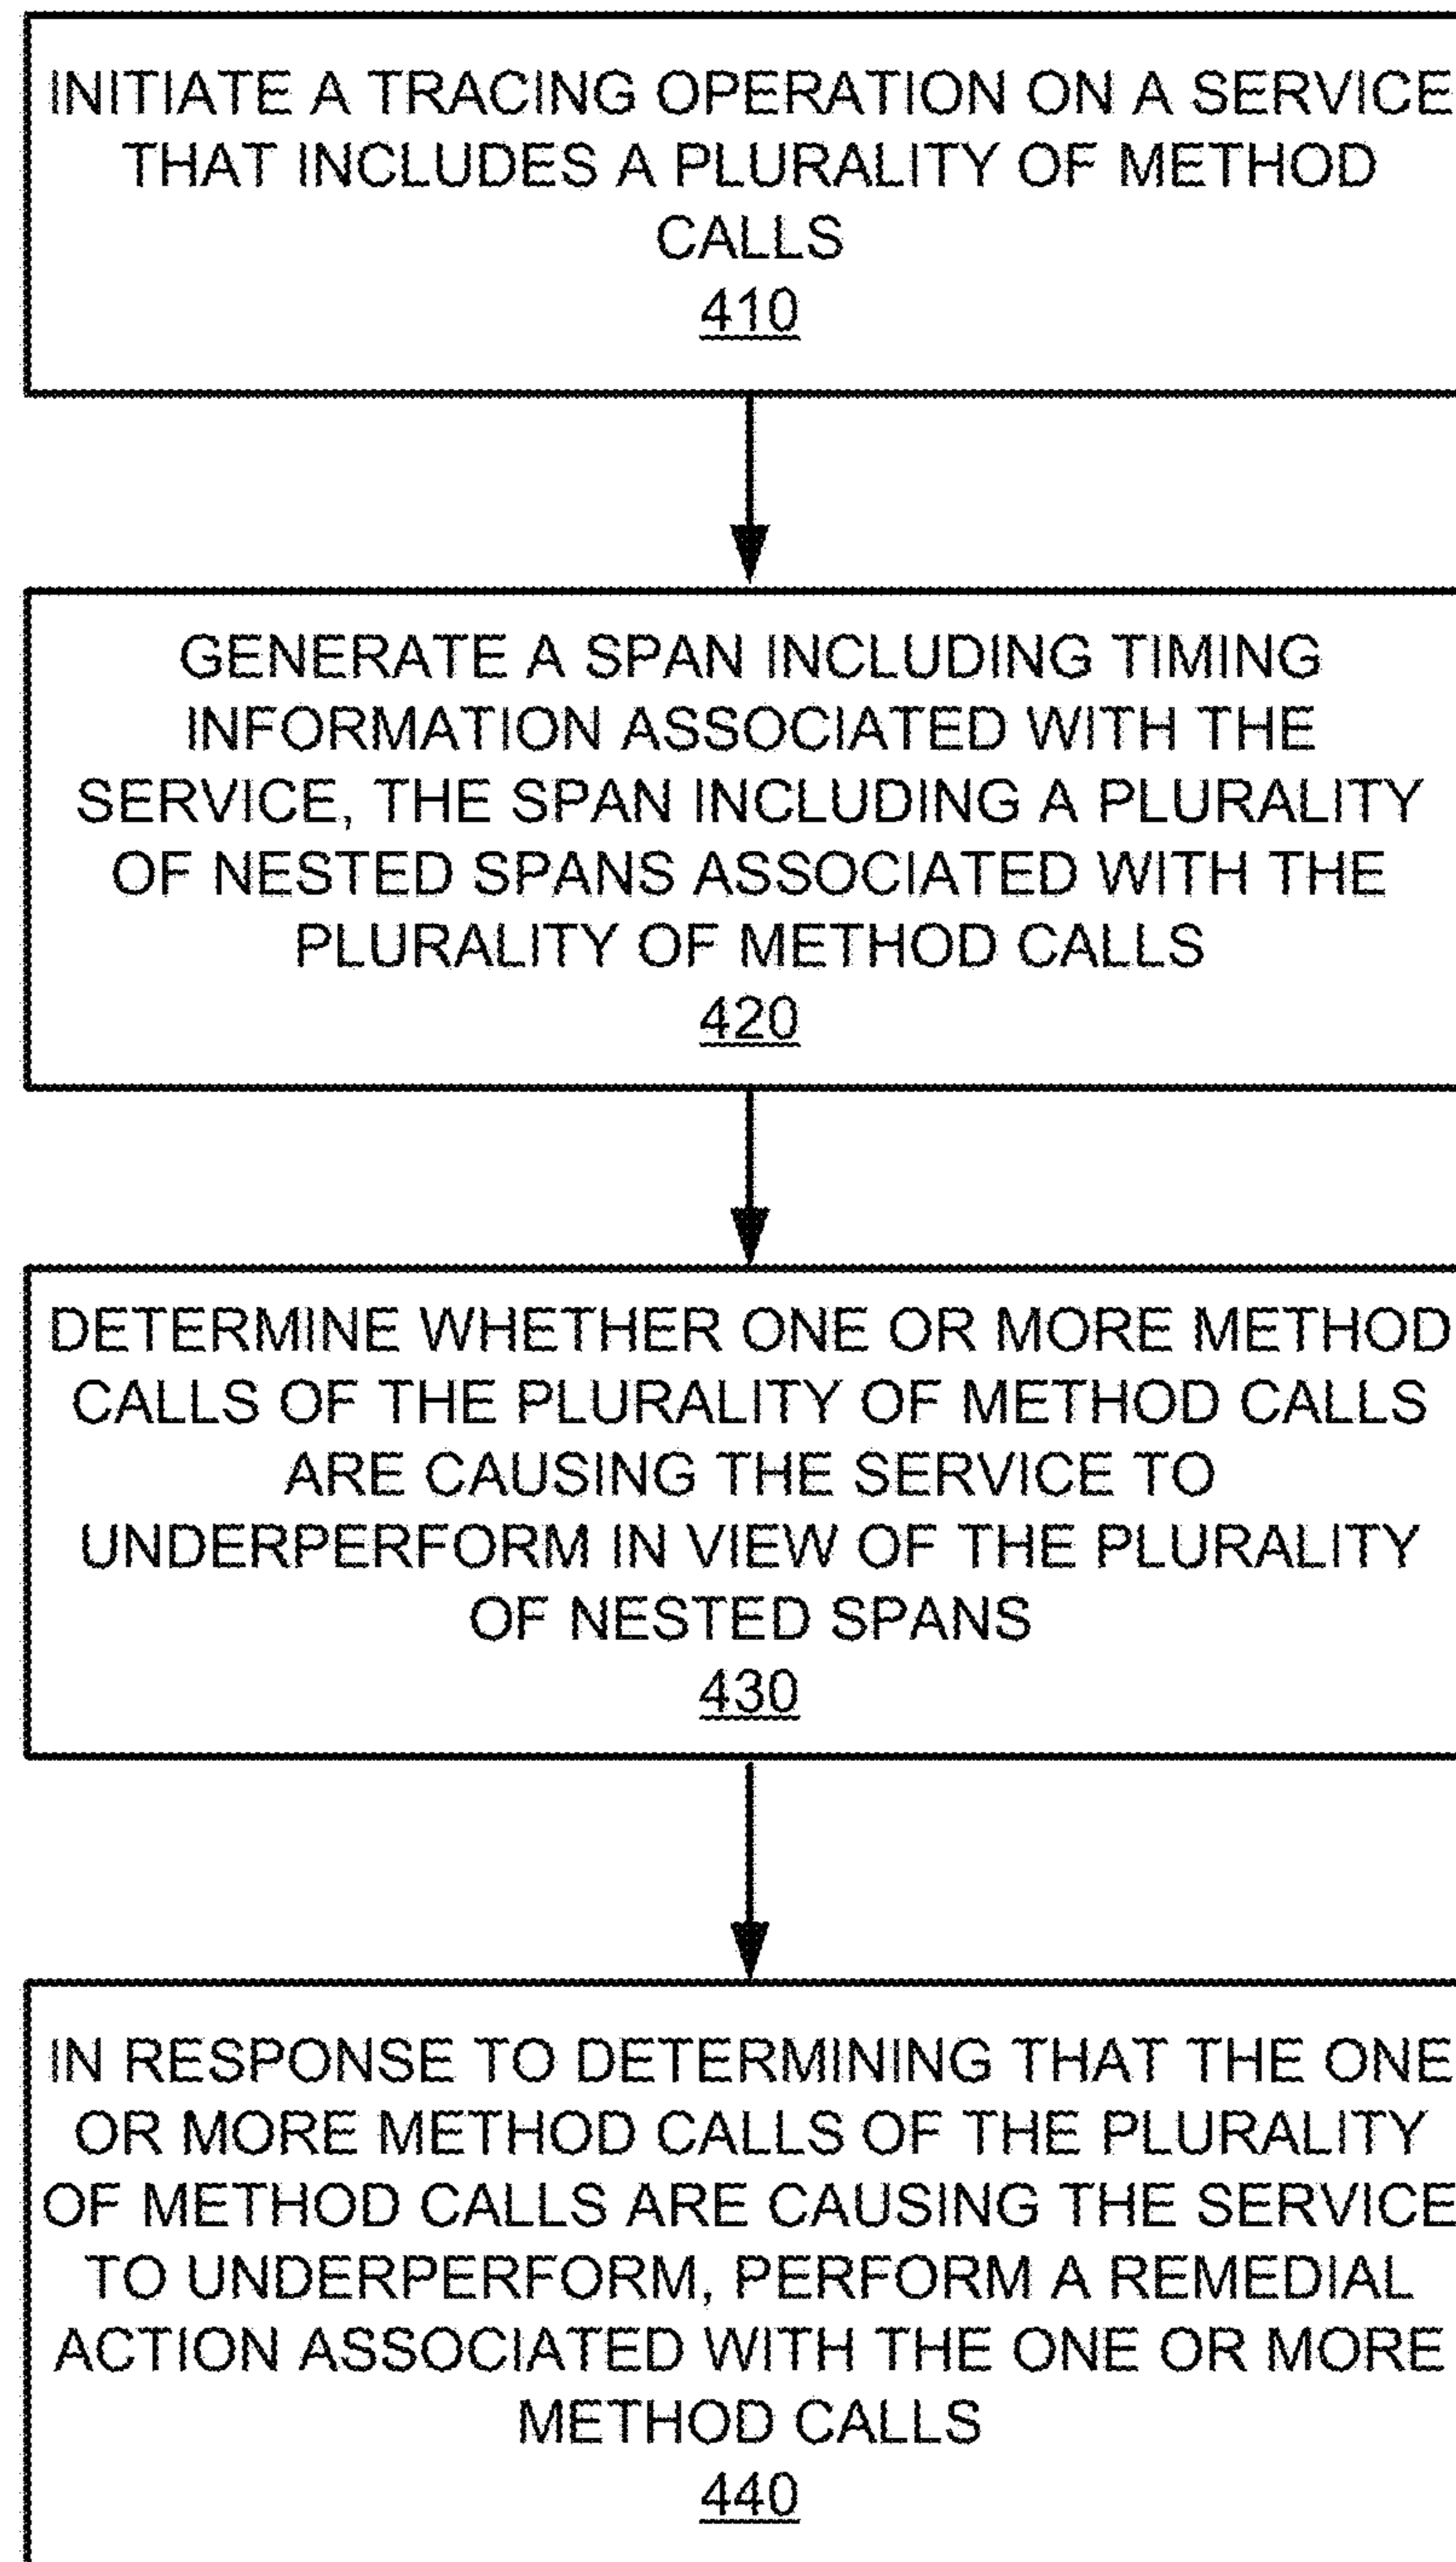 INITIATE A TRACING OPERATION ON A SERVICE
THAT INCLUDES A PLURALITY OF METHOD
CALLS
410
GENERATE A SPAN INCLUDING TIMING
INFORMATION ASSOCIATED WITH THE
SERVICE, THE SPAN INCLUDING A PLURALITY
OF NESTED SPANS ASSOCIATED WITH THE
PLURALITY OF METHOD CALLS
420
DETERMINE WHETHER ONE OR MORE METHOD
CALLS OF THE PLURALITY OF METHOD CALLS
ARE CAUSING THE SERVICE TO
UNDERPERFORM IN VIEW OF THE PLURALITY
OF NESTED SPANS
430
IN RESPONSE TO DETERMINING THAT THE ONE
OR MORE METHOD CALLS OF THE PLURALITY
OF METHOD CALLS ARE CAUSING THE SERVICE
TO UNDERPERFORM, PERFORM A REMEDIAL
ACTION ASSOCIATED WITH THE ONE OR MORE
METHOD CALLS
440